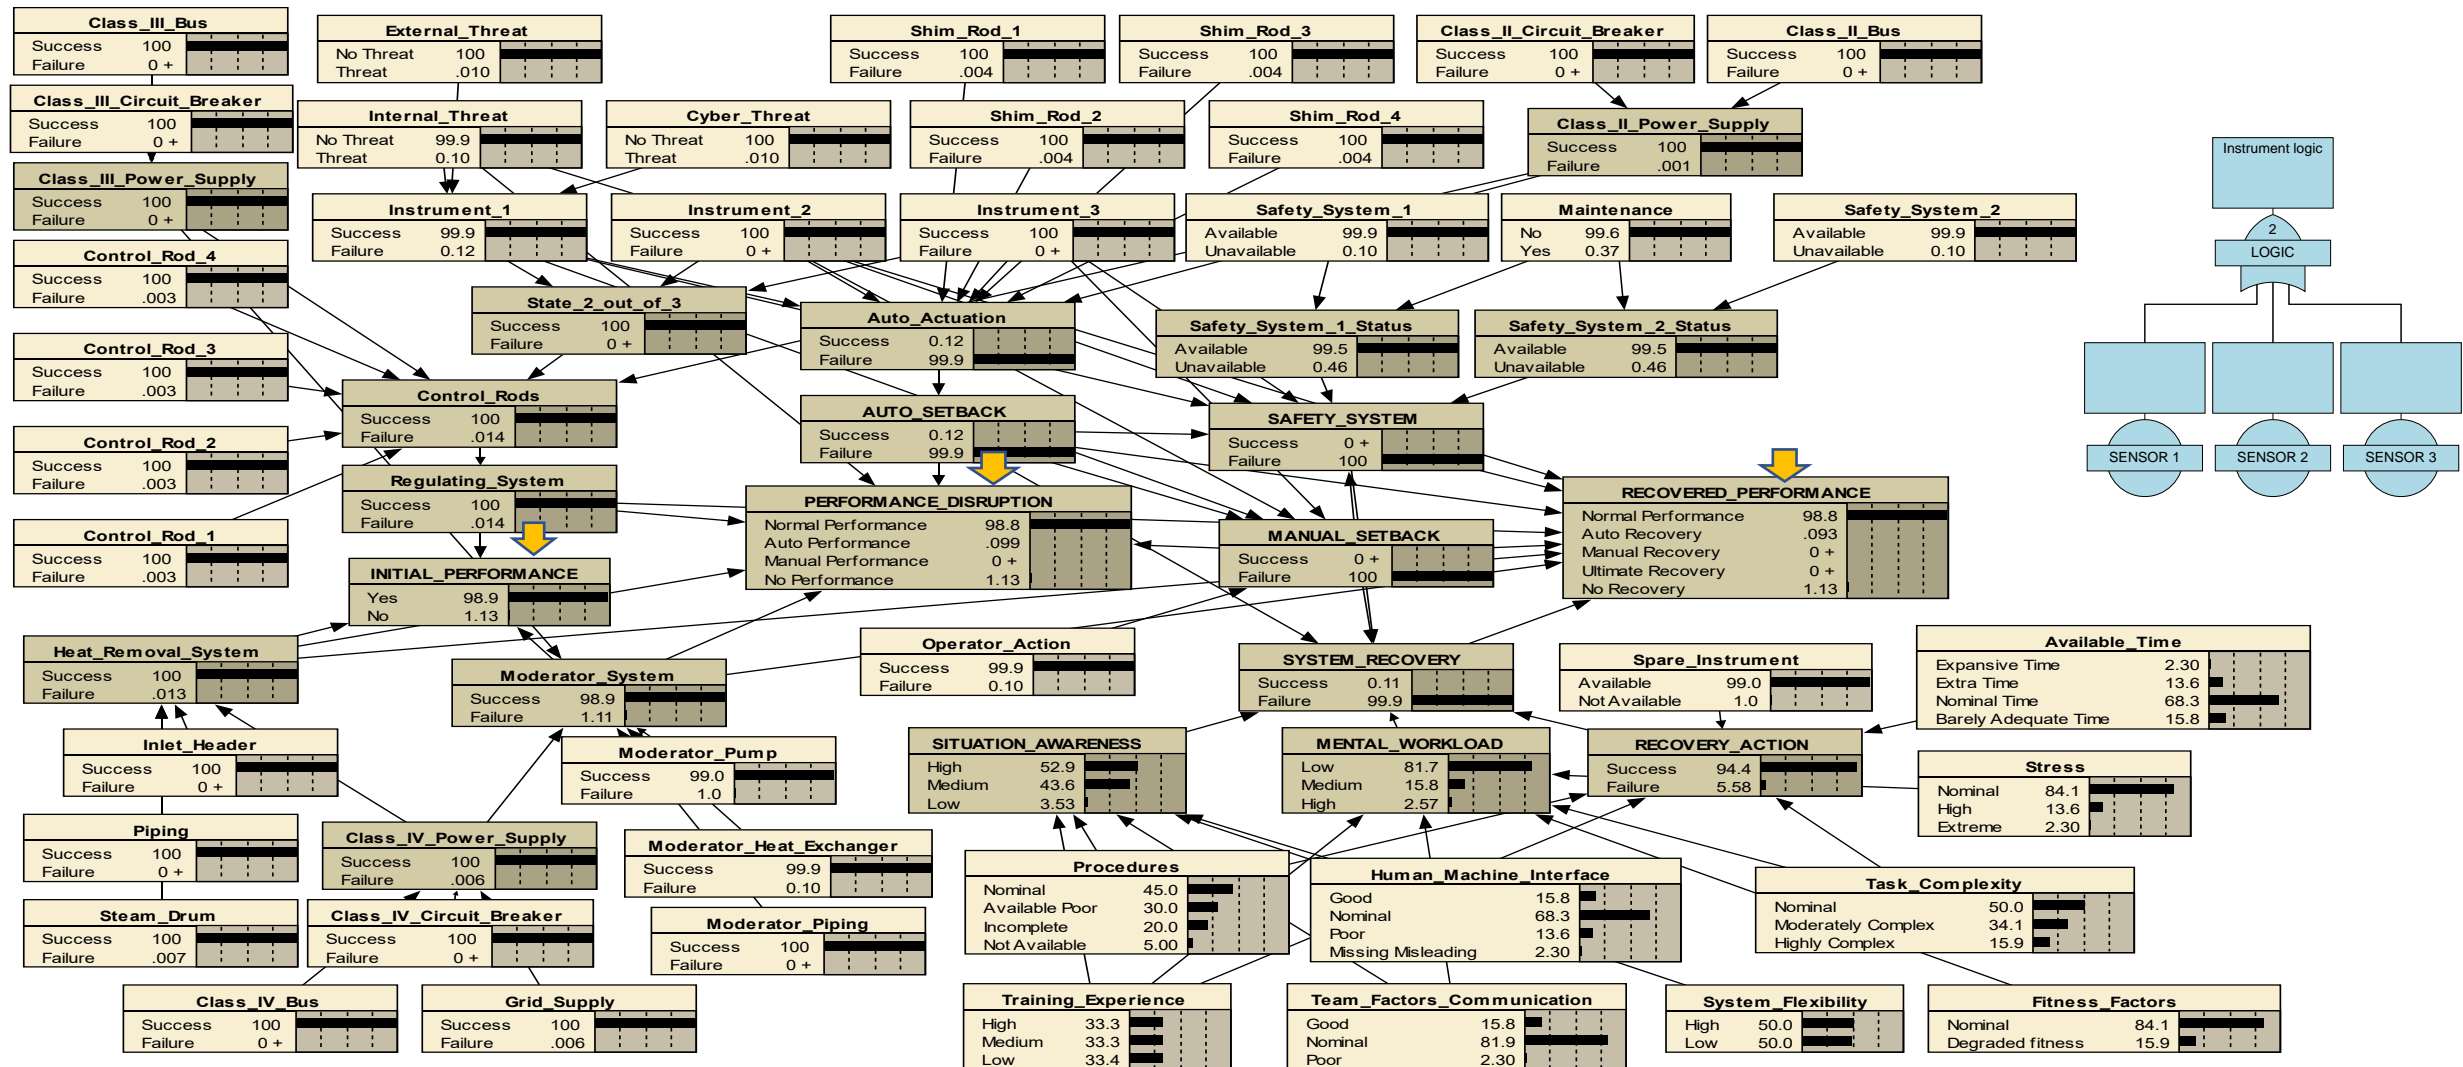 Class_III_Bus
Success 100
Failure 0 +
External_Threat
No Threat 100
Threat .010
Shim_Rod_1
Success 100
Failure .004
Shim_Rod_3
Success 100
Failure .004
Class_II_Circuit_Breaker
Success 100
Failure 0 +
Class_II_Bus
Success 100
Failure 0 +
Class_III_Circuit_Breaker
Success 100
Failure 0 +
Internal_Threat
No Threat 99.9
Threat 0.10
Cyber_Threat
No Threat 100
Threat .010
Shim_Rod_2
Success 100
Failure .004
Shim_Rod_4
Success 100
Failure .004
Class_II_Power_Supply
Success 100
Failure .001
Instrument logic
2
LOGIC
SENSOR 1
SENSOR 2
SENSOR 3
Class_III_Power_Supply
Success 100
Failure 0 +
Instrument_1
Success 99.9
Failure 0.12
Instrument_2
Success 100
Failure 0 +
Instrument_3
Success 100
Failure 0 +
Safety_System_1
Available 99.9
Unavailable 0.10
Maintenance
No 99.6
Yes 0.37
Safety_System_2
Available 99.9
Unavailable 0.10
Control_Rod_4
Success 100
Failure .003
State_2_out_of_3
Success 100
Failure 0 +
Auto_Actuation
Success 0.12
Failure 99.9
Safety_System_1_Status
Available 99.5
Unavailable 0.46
Safety_System_2_Status
Available 99.5
Unavailable 0.46
Control_Rod_3
Success 100
Failure .003
Control_Rods
Success 100
Failure .014
AUTO_SETBACK
Success 0.12
Failure 99.9
SAFETY_SYSTEM
Success 0 +
Failure 100
Control_Rod_2
Success 100
Failure .003
Regulating_System
Success 100
Failure .014
PERFORMANCE_DISRUPTION
Normal Performance 98.8
Auto Performance .099
Manual Performance 0 +
No Performance 1.13
MANUAL_SETBACK
Success 0 +
Failure 100
RECOVERED_PERFORMANCE
Normal Performance 98.8
Auto Recovery .093
Manual Recovery 0 +
Ultimate Recovery 0 +
No Recovery 1.13
Control_Rod_1
Success 100
Failure .003
INITIAL_PERFORMANCE
Yes 98.9
No 1.13
Heat_Removal_System
Success 100
Failure .013
Moderator_System
Success 98.9
Failure 1.11
Operator_Action
Success 99.9
Failure 0.10
SYSTEM_RECOVERY
Success 0.11
Failure 99.9
Spare_Instrument
Available 99.0
Not Available 1.0
Available_Time
Expansive Time 2.30
Extra Time 13.6
Nominal Time 68.3
Barely Adequate Time 15.8
Inlet_Header
Success 100
Failure 0 +
Moderator_Pump
Success 99.0
Failure 1.0
SITUATION_AWARENESS
High 52.9
Medium 43.6
Low 3.53
MENTAL_WORKLOAD
Low 81.7
Medium 15.8
High 2.57
RECOVERY_ACTION
Success 94.4
Failure 5.58
Stress
Nominal 84.1
High 13.6
Extreme 2.30
Piping
Success 100
Failure 0 +
Class_IV_Power_Supply
Success 100
Failure .006
Moderator_Heat_Exchanger
Success 99.9
Failure 0.10
Procedures
Nominal 45.0
Available Poor 30.0
Incomplete 20.0
Not Available 5.00
Human_Machine_Interface
Good 15.8
Nominal 68.3
Poor 13.6
Missing Misleading 2.30
Task_Complexity
Nominal 50.0
Moderately Complex 34.1
Highly Complex 15.9
Steam_Drum
Success 100
Failure .007
Class_IV_Circuit_Breaker
Success 100
Failure 0 +
Moderator_Piping
Success 100
Failure 0 +
Class_IV_Bus
Success 100
Failure 0 +
Grid_Supply
Success 100
Failure .006
Training_Experience
High 33.3
Medium 33.3
Low 33.4
Team_Factors_Communication
Good 15.8
Nominal 81.9
Poor 2.30
System_Flexibility
High 50.0
Low 50.0
Fitness_Factors
Nominal 84.1
Degraded fitness 15.9